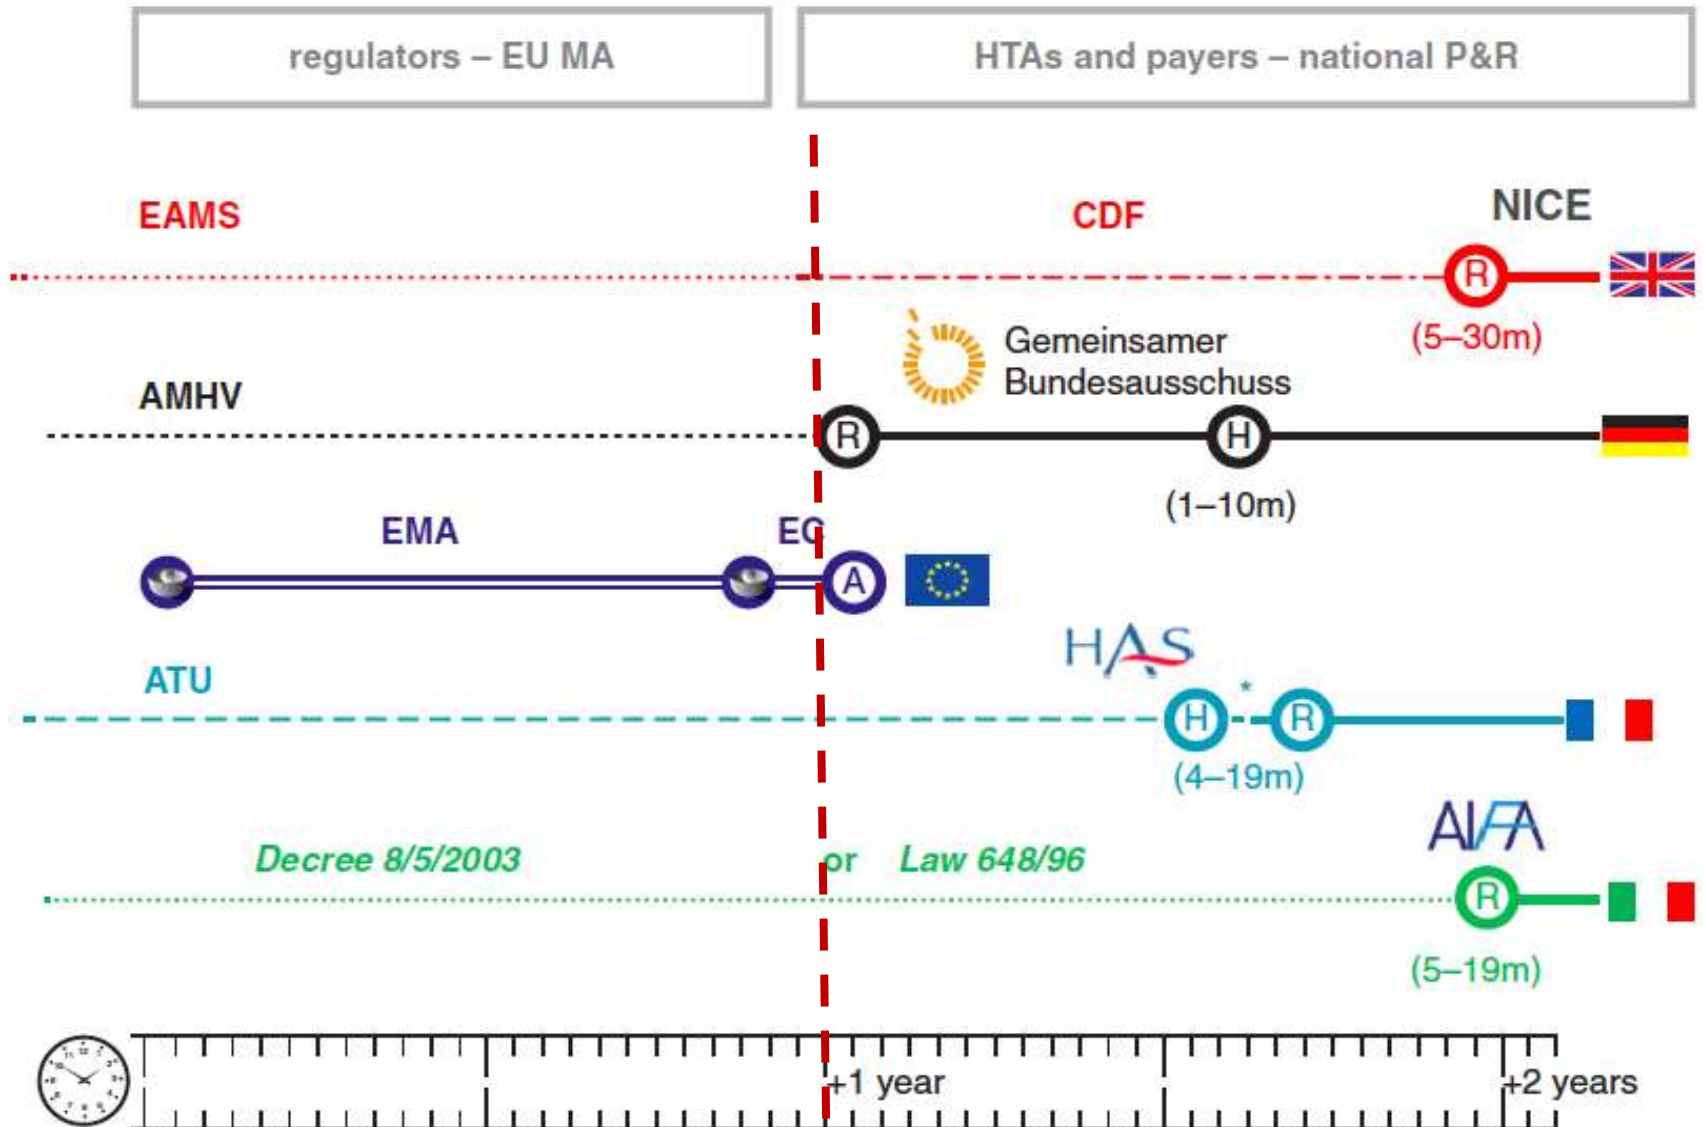 regulators – EU MA
HTAs and payers – national P&R
EAMS
CDF
NICE
R
(5–30m)
Gemeinsamer
Bundesausschuss
AMHV
R
H
(1–10m)
EMA
EC
A
HAS
ATU
*
H
R
(4–19m)
AIFA
Decree 8/5/2003 or Law 648/96
R
(5–19m)
+1 year
+2 years